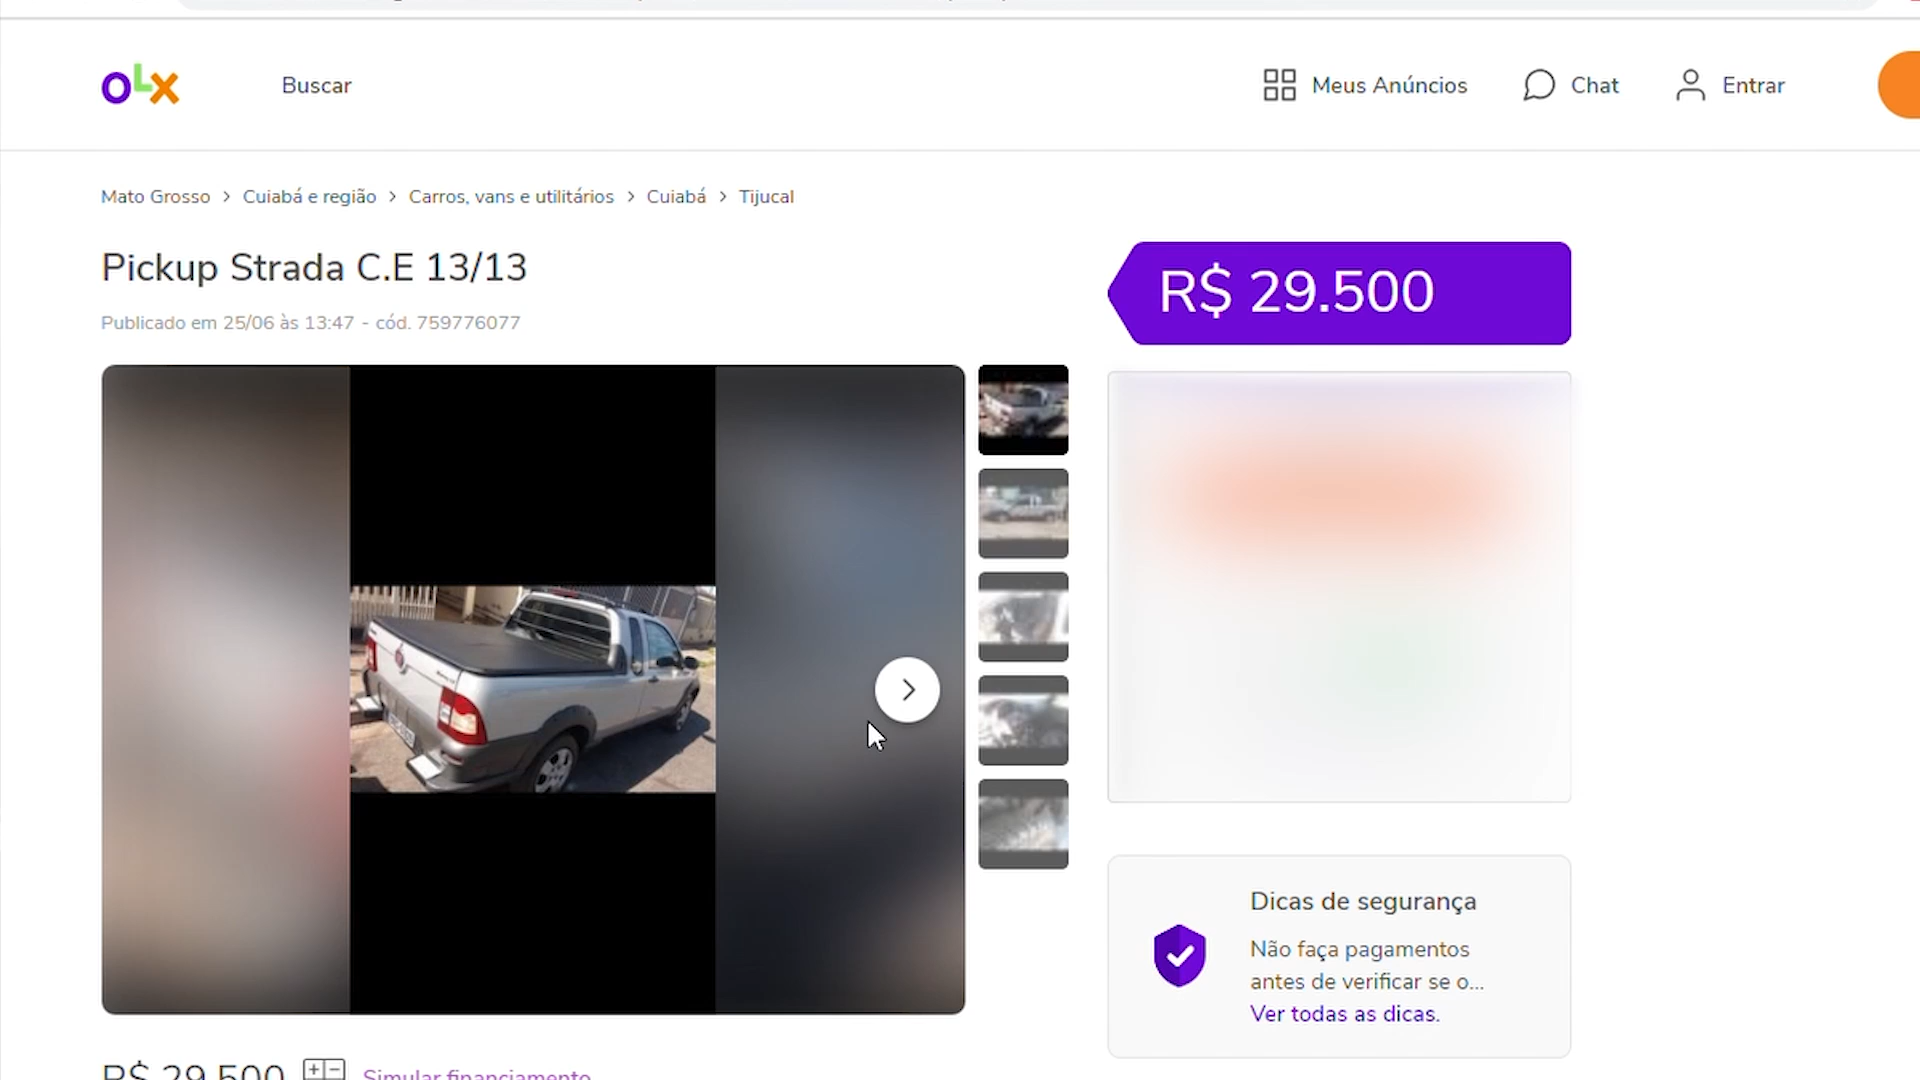 OLX
Buscar
Meus Anúncios
Chat
Entrar
Mato Grosso > Cuiabá e região > Carros, vans e utilitários > Cuiabá > Tijucal
Pickup Strada C.E 13/13
Publicado em 25/06 às 13:47 - cód. 759776077
R$ 29.500
Dicas de segurança
Não faça pagamentos
antes de verificar se o...
Ver todas as dicas.
R$ 29.500
Simular financiamento